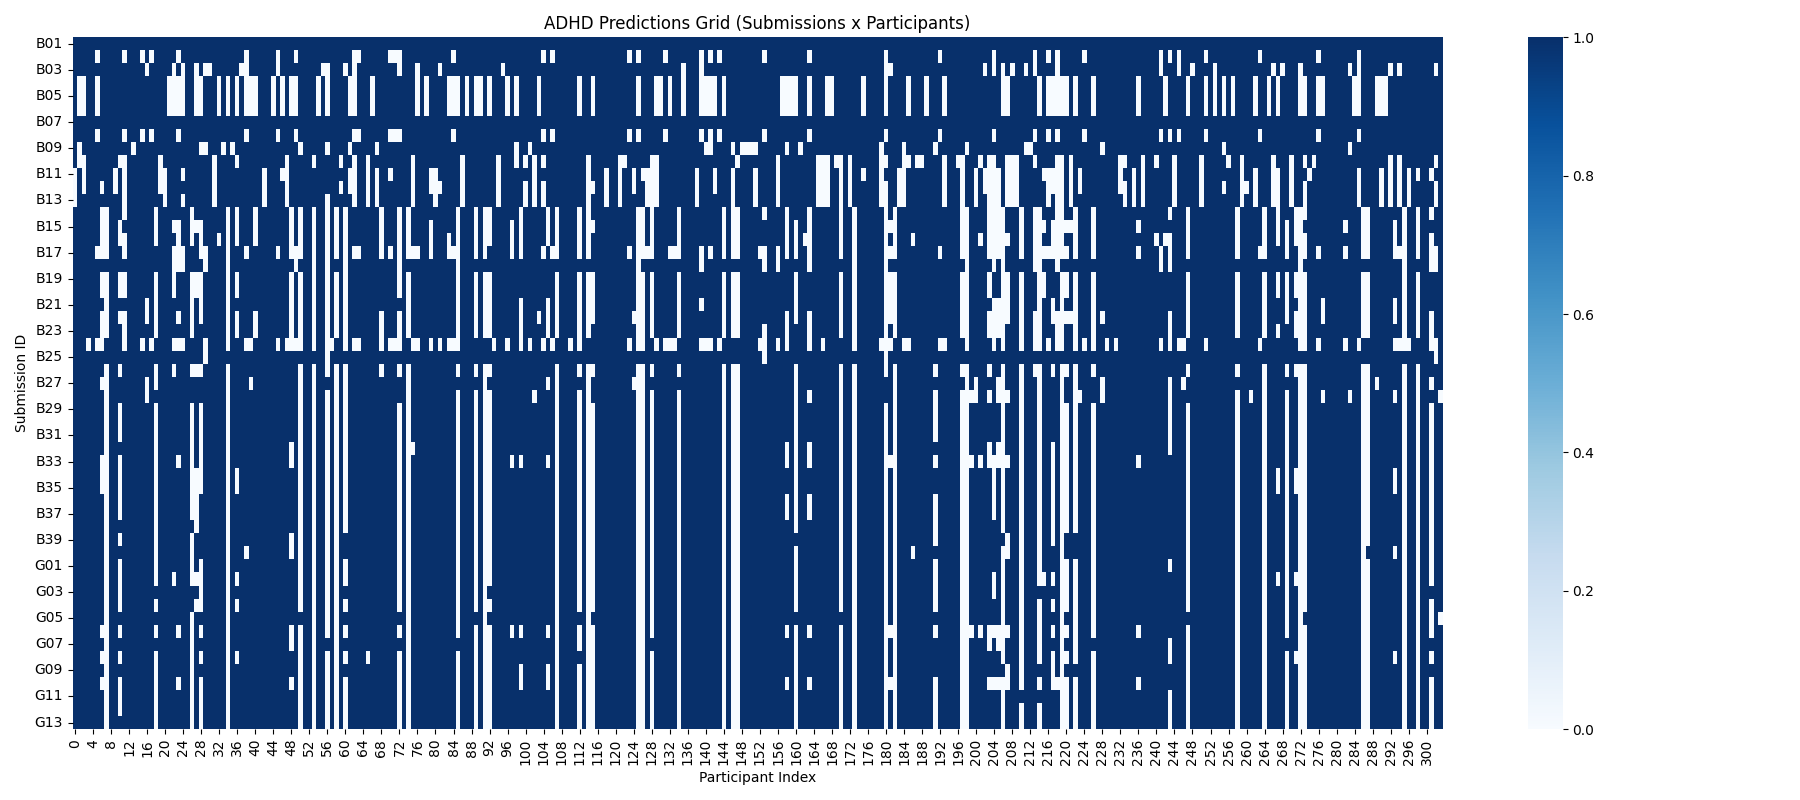 ADHD Predictions Grid (Submissions x Participants)
Submission ID
B01
B03
B05
B07
B09
B11
B13
B15
B17
B19
B21
B23
B25
B27
B29
B31
B33
B35
B37
B39
G01
G03
G05
G07
G09
G11
G13
0 4 8 12 16 20 24 28 32 36 40 44 48 52 56 60 64 68 72 76 80 84 88 92 96 100 104 108 112 116 120 124 128 132 136 140 144 148 152 156 160 164 168 172 176 180 184 188 192 196 200 204 208 212 216 220 224 228 232 236 240 244 248 252 256 260 264 268 272 276 280 284 288 292 296 300
Participant Index
1.0
0.8
0.6
0.4
0.2
0.0